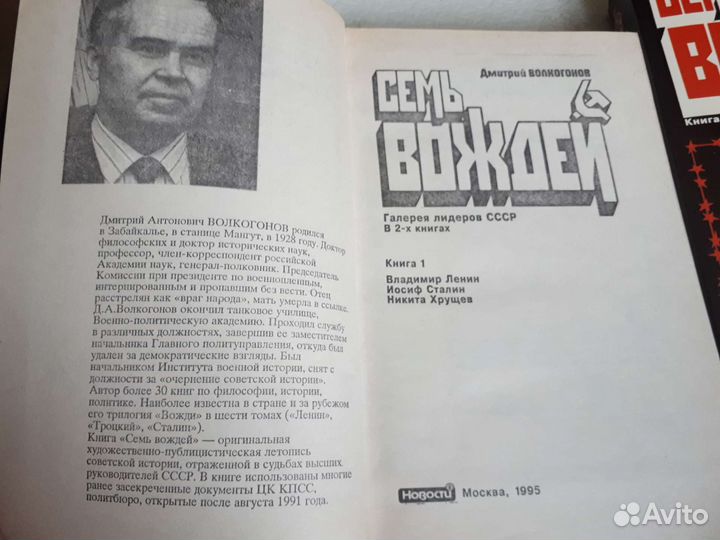 Дмитрий Антонович ВОЛКОГОНОВ родился
в Забайкалье, в станице Мангут, в 1928 году. Доктор
философских и доктор исторических наук,
профессор, член-корреспондент российской
Академии наук, генерал-полковник. Председатель
Комиссии при президенте по военнопленным,
интернированным и пропавшим без вести. Отец
расстрелян как «враг народа», мать умерла в ссылке.
Д.А.Волкогонов окончил танковое училище,
Военно-политическую академию. Проходил службу
в различных должностях, завершив ее заместителем
начальника Главного политуправления, откуда был
удален за демократические взгляды. Был
начальником Института военной истории, снят с
должности за «очернение советской истории».
Автор более 30 книг по философии, истории,
политике. Наиболее известна в стране и за рубежом
его трилогия «Вожди» в шести томах («Ленин»,
«Троцкий», «Сталин»).
Книга «Семь вождей» — оригинальная
художественно-публицистическая летопись
советской истории, отраженной в судьбах высших
руководителей СССР. В книге использованы многие
ранее засекреченные документы ЦК КПСС,
политбюро, открытые после августа 1991 года.
Дмитрий ВОЛКОГОНОВ
СЕМЬ
ВОЖДЕЙ
Галерея лидеров СССР
В 2-х книгах
Книга 1
Владимир Ленин
Иосиф Сталин
Никита Хрущев
Новости Москва, 1995
Книга
Avito